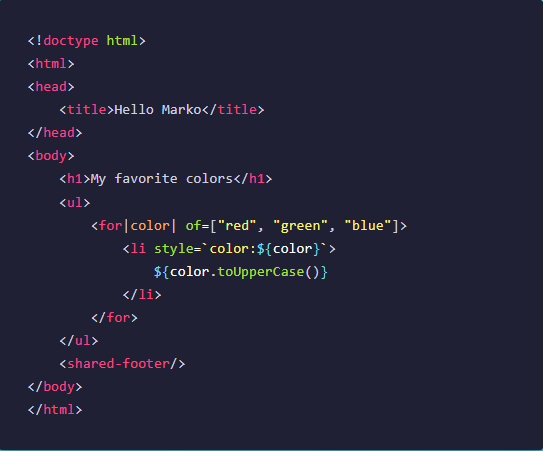 <!doctype html>
<html>
<head>
    <title>Hello Marko</title>
</head>
<body>
    <h1>My favorite colors</h1>
    <ul>
        <for|color| of=["red", "green", "blue"]>
            <li style=`color:${color}`>
                ${color.toUpperCase()}
            </li>
        </for>
    </ul>
    <shared-footer/>
</body>
</html>